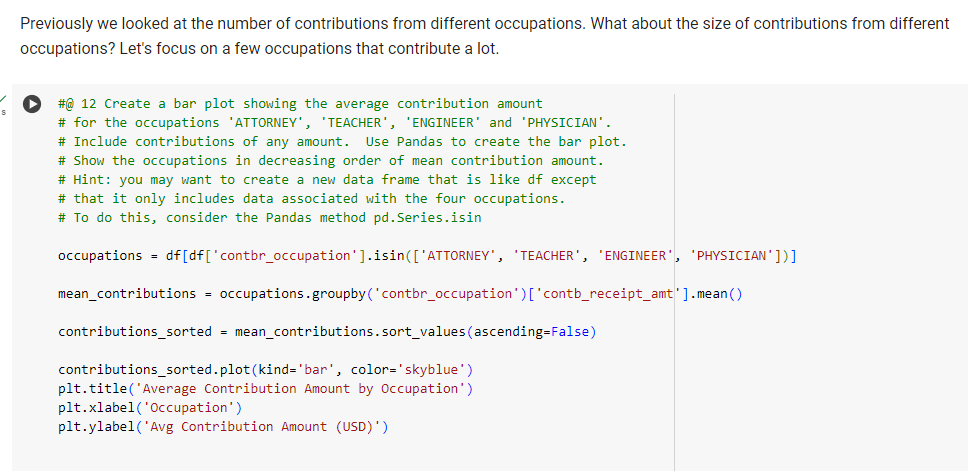 Previously we looked at the number of contributions from different occupations. What about the size of contributions from different
occupations? Let's focus on a few occupations that contribute a lot.
s
#@ 12 Create a bar plot showing the average contribution amount
# for the occupations 'ATTORNEY', 'TEACHER', 'ENGINEER' and 'PHYSICIAN'.
# Include contributions of any amount.  Use Pandas to create the bar plot.
# Show the occupations in decreasing order of mean contribution amount.
# Hint: you may want to create a new data frame that is like df except
# that it only includes data associated with the four occupations.
# To do this, consider the Pandas method pd.Series.isin
occupations = df[df['contbr_occupation'].isin(['ATTORNEY', 'TEACHER', 'ENGINEER', 'PHYSICIAN'])]
mean_contributions = occupations.groupby('contbr_occupation')['contb_receipt_amt'].mean()
contributions_sorted = mean_contributions.sort_values(ascending=False)
contributions_sorted.plot(kind='bar', color='skyblue')
plt.title('Average Contribution Amount by Occupation')
plt.xlabel('Occupation')
plt.ylabel('Avg Contribution Amount (USD)')